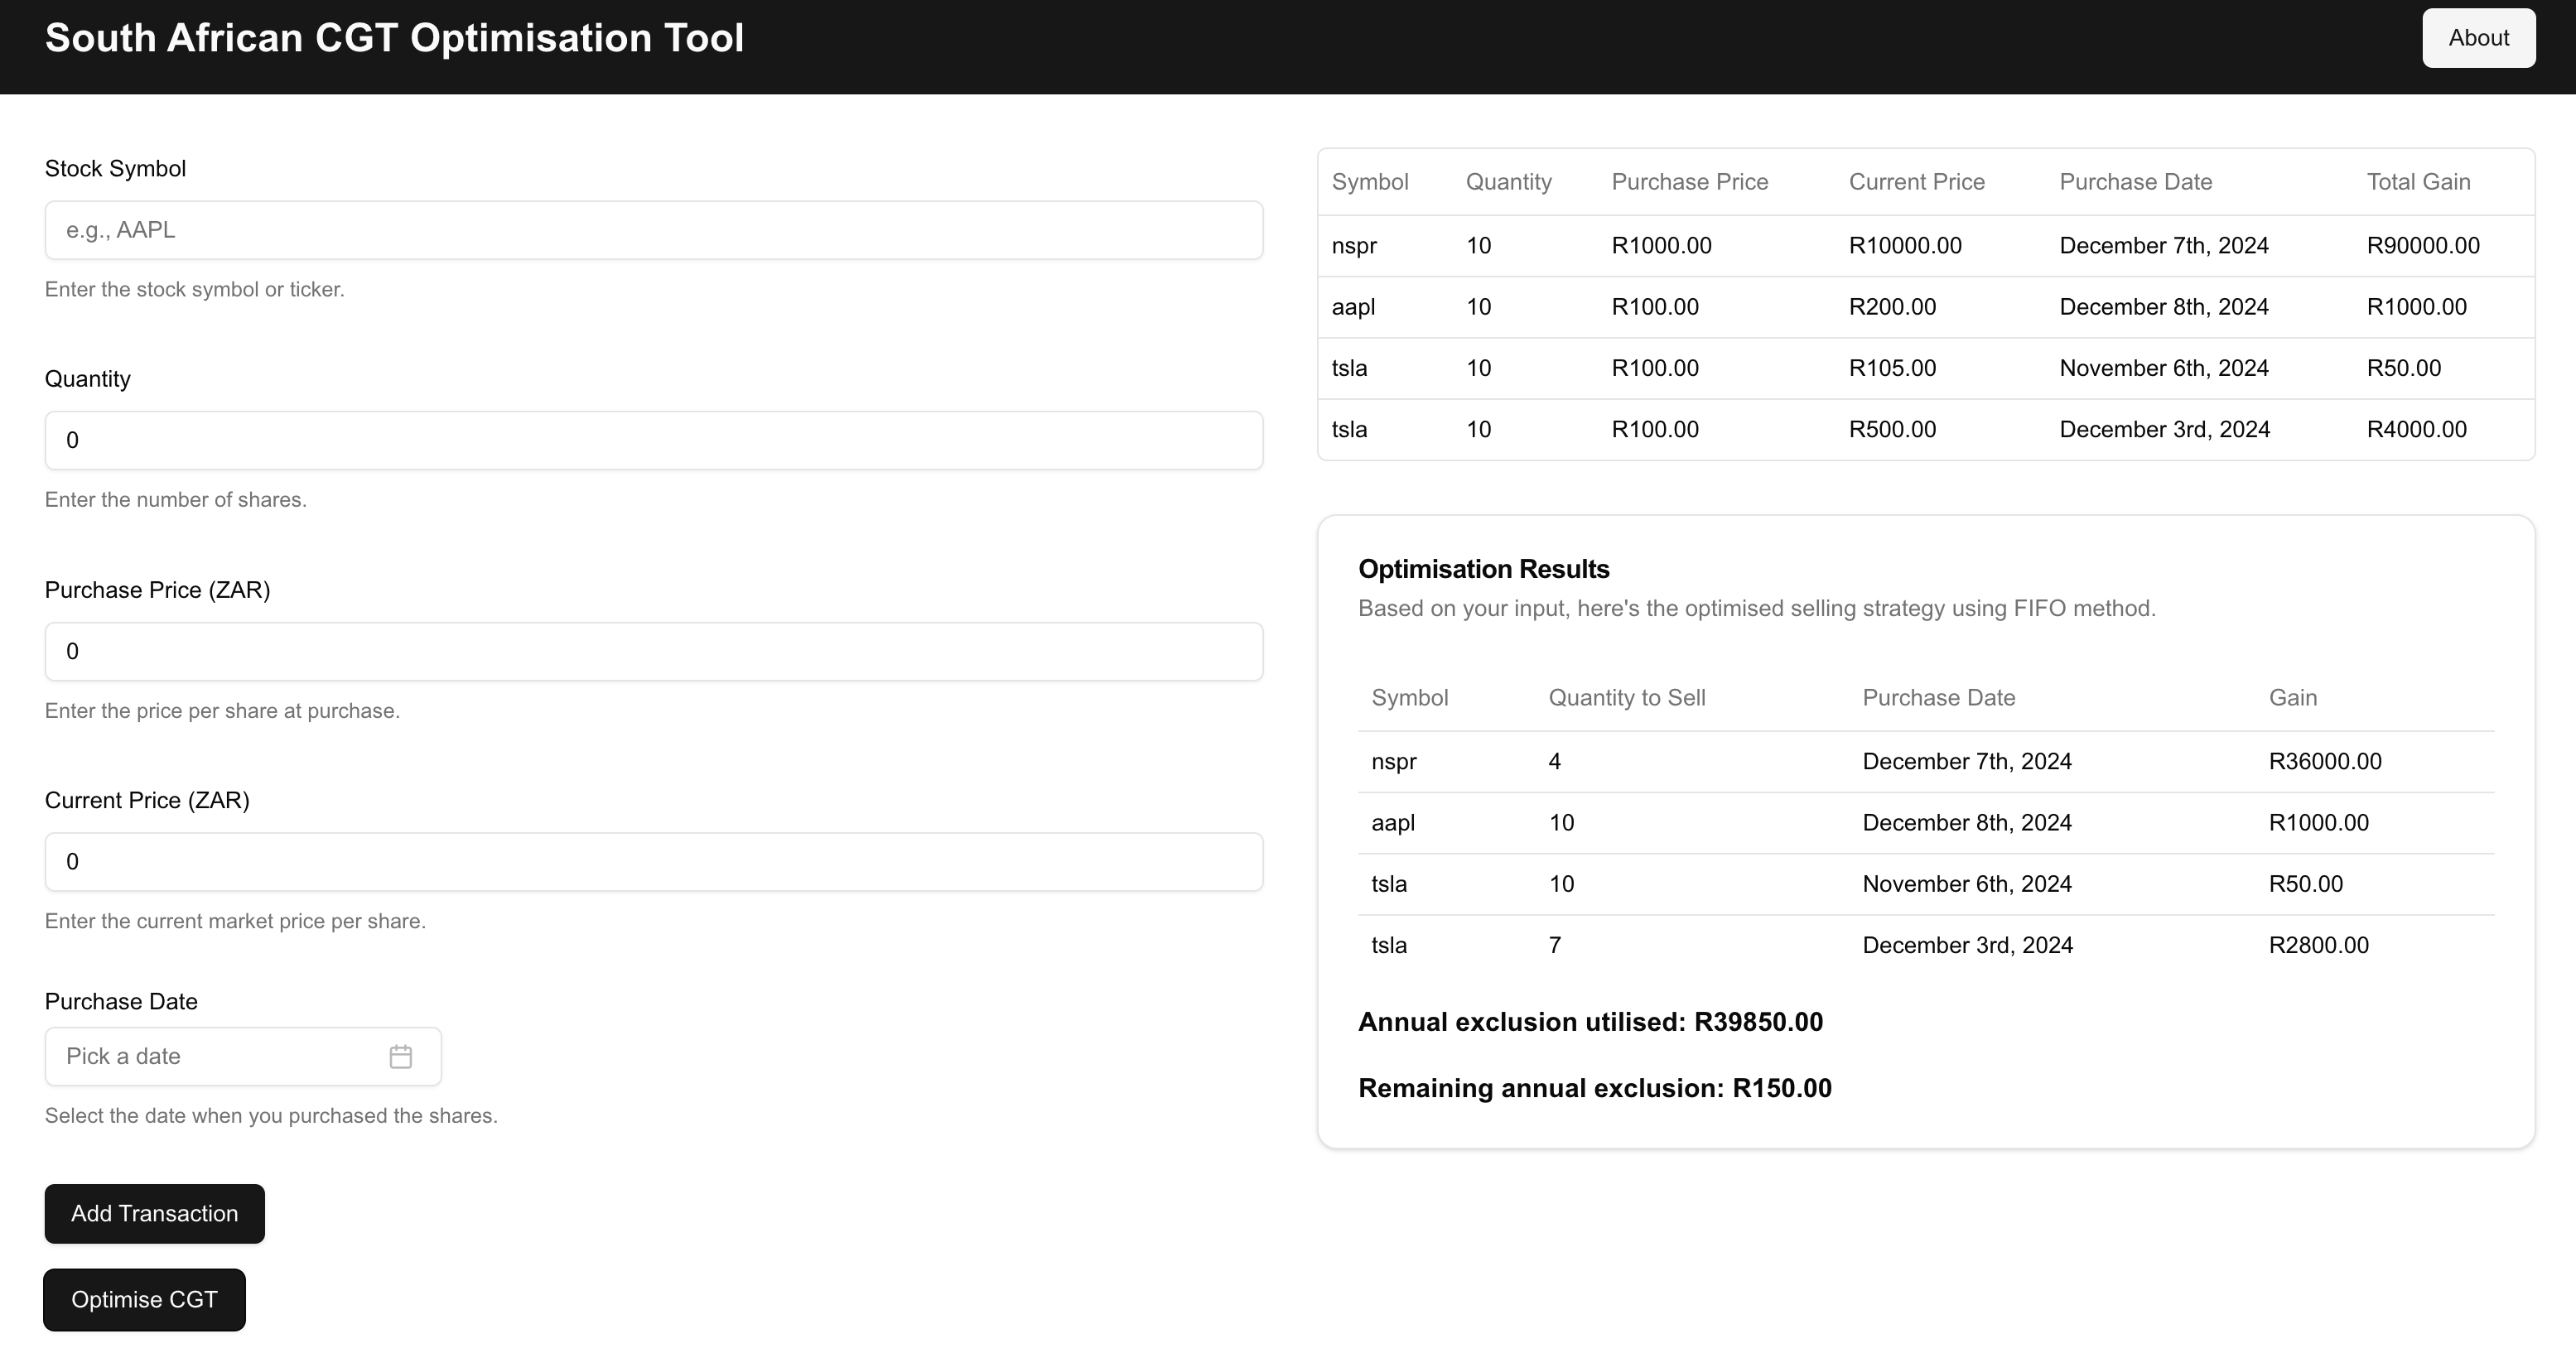 South African CGT Optimisation Tool
About
Stock Symbol
e.g., AAPL
Enter the stock symbol or ticker.
Quantity
0
Enter the number of shares.
Purchase Price (ZAR)
0
Enter the price per share at purchase.
Current Price (ZAR)
0
Enter the current market price per share.
Purchase Date
Pick a date
Select the date when you purchased the shares.
Add Transaction
Optimise CGT
Symbol Quantity Purchase Price Current Price Purchase Date Total Gain
nspr 10 R1000.00 R10000.00 December 7th, 2024 R90000.00
aapl 10 R100.00 R200.00 December 8th, 2024 R1000.00
tsla 10 R100.00 R105.00 November 6th, 2024 R50.00
tsla 10 R100.00 R500.00 December 3rd, 2024 R4000.00
Optimisation Results
Based on your input, here's the optimised selling strategy using FIFO method.
Symbol Quantity to Sell Purchase Date Gain
nspr 4 December 7th, 2024 R36000.00
aapl 10 December 8th, 2024 R1000.00
tsla 10 November 6th, 2024 R50.00
tsla 7 December 3rd, 2024 R2800.00
Annual exclusion utilised: R39850.00
Remaining annual exclusion: R150.00